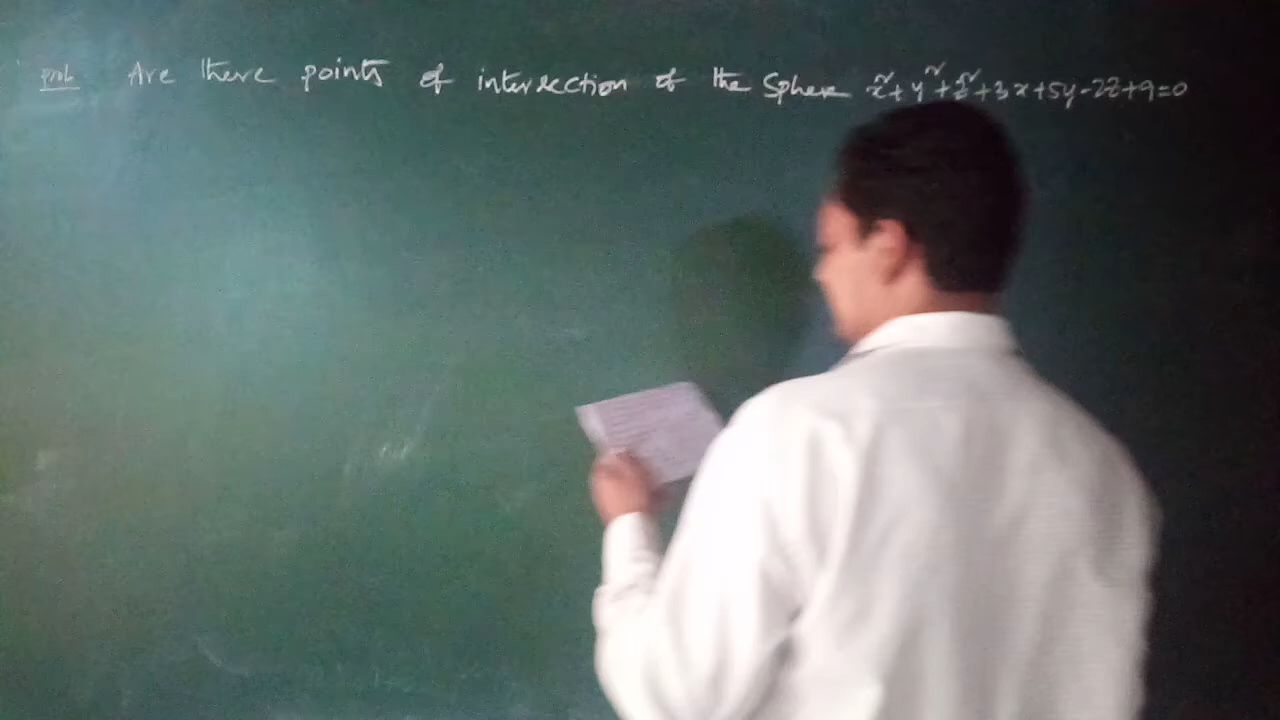 Prob Are there points of intersection of the Sphere x²+y²+z²+3x+5y-2z+9=0